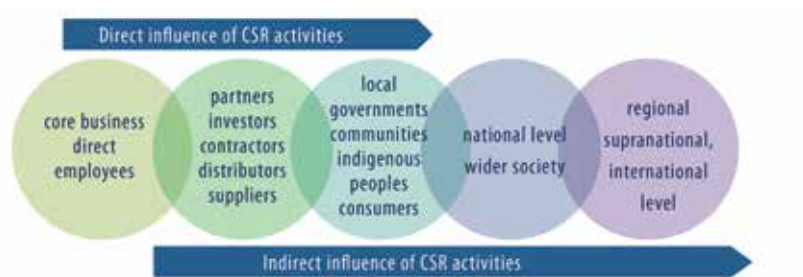 Direct influence of CSR activities
core business
direct
employees
partners
investors
contractors
distributors
suppliers
local
governments
communities
indigenous
peoples
consumers
national level
wider society
regional
supranational,
international
level
Indirect influence of CSR activities